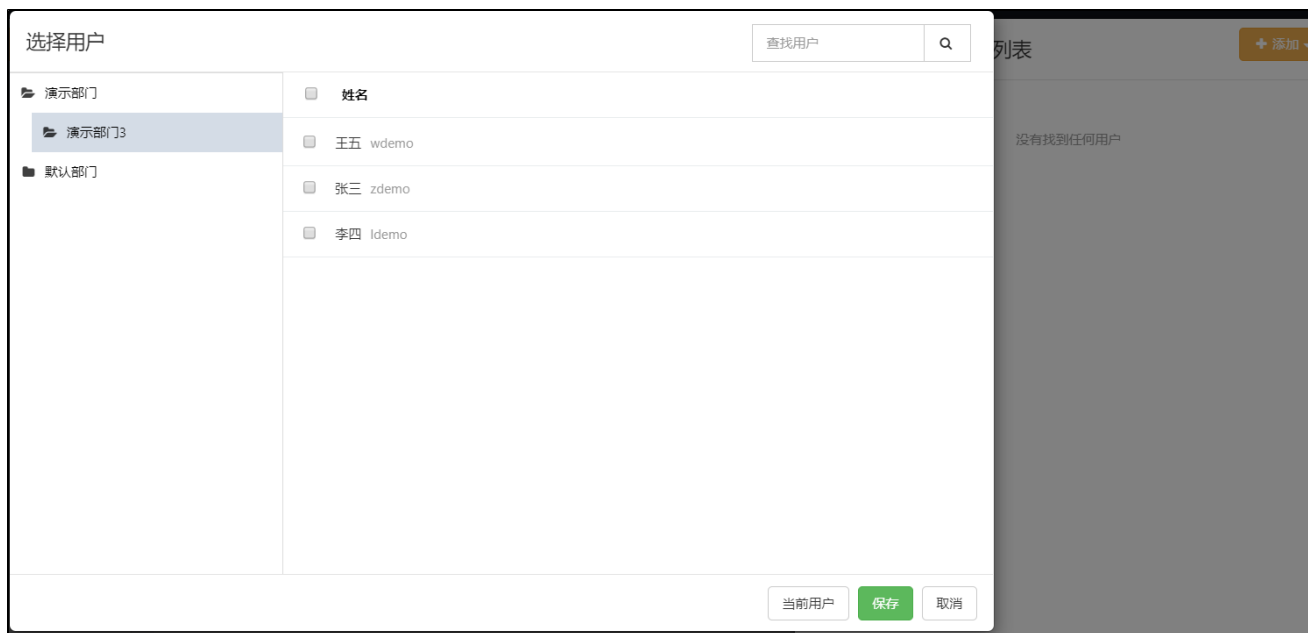 选择用户
查找用户
列表
添加
演示部门
演示部门3
默认部门
姓名
王五 wdemo
张三 zdemo
李四 ldemo
没有找到任何用户
当前用户
保存
取消